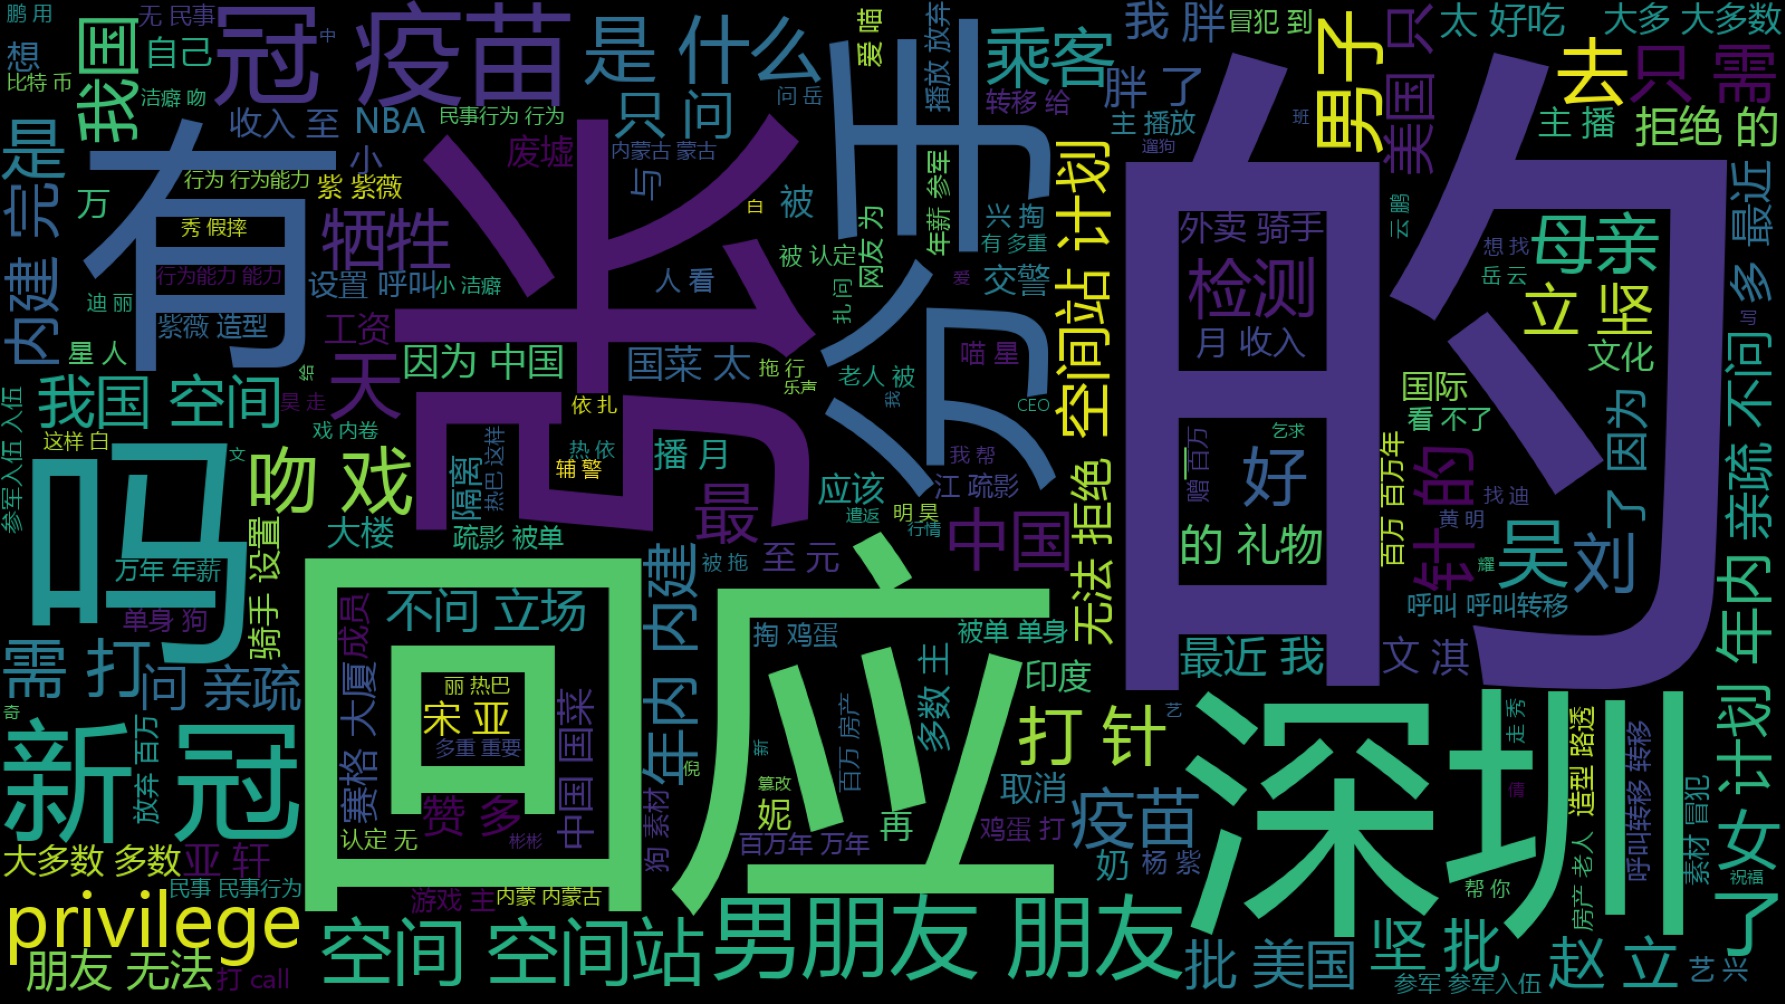 鹏 用
无 民事
中
想
比特 币
我国
自己
洁癖 吻
冠
疫苗
是 什么
爱 喵
播放 放弃
乘客
我 胖
冒犯 到
男子
只
美国
太 好吃
大多 大多数
去
只 需
主 播
拒绝 的
是
收入 至
NBA
民事行为 行为
只 问
问 岳
转移 给
胖 了
主 播放
班
遛狗
有
行为 行为能力
紫 紫薇
小
废墟
内蒙古 蒙古
与
白
被
分手
年薪 参军
兴 掏
有 多重
计划
云 鹏
最近
万
秀 假摔
牺牲
人 看
被 认定
网友 为
交警
空间站
的
外卖 骑手
检测
月 收入
想 找
岳 云
母亲
立 坚
文化
多
完
内建
行为能力 能力
迪 丽
紫薇 造型
设置 呼叫
小 洁癖
工资
涨
扎 问
爱
喵 星
写
星 人
给
因为 中国
国菜 太
拖 行
乐声
老人 被
我
CEO
国际
看 不了
不问
我国 空间
吴 走
天
戏 内卷
依 扎
热 依
辅 警
播 月
我 帮
乞求
百万
赠
好
因为
了
参军入伍 入伍
这样 白
文
吗
吻 戏
隔离
热巴 这样
最
应该
遣返
江 疏影
明 昊
行情
中国
无法 拒绝
百万 百万年
的
针
找 迪
黄 明
耀
吴
刘
亲疏
大楼
疏影 被单
被 拖
至 元
的 礼物
呼叫 呼叫转移
万年 年薪
单身 狗
骑手 设置
回应
成员
不问 立场
内建
年内
掏 鸡蛋
被单 单身
最近 我
文 淇
年内
需 打
问 亲疏
奇
赛格 大厦
丽 热巴
宋 亚
多重 重要
国菜
中国
倪
新
百万 房产
多数 主
印度
打 针
艺
深圳
走 秀
倩
造型 路透
呼叫转移 转移
计划
新 冠
放弃 百万
赞 多
彬彬
认定 无
素材
狗
篡改
妮
再
百万年 万年
取消
鸡蛋 打
疫苗
奶
杨 紫
老人
房产
素材 冒犯
女
祝福
大多数 多数
亚 轩
民事 民事行为
游戏 主
内蒙 内蒙古
帮 你
了
privilege
朋友 无法
打 call
空间 空间站
男朋友 朋友
批 美国
坚 批
参军 参军入伍
赵 立
艺 兴